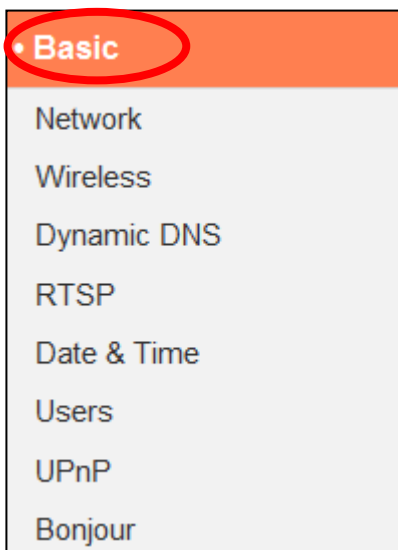 • Basic
Network
Wireless
Dynamic DNS
RTSP
Date & Time
Users
UPnP
Bonjour